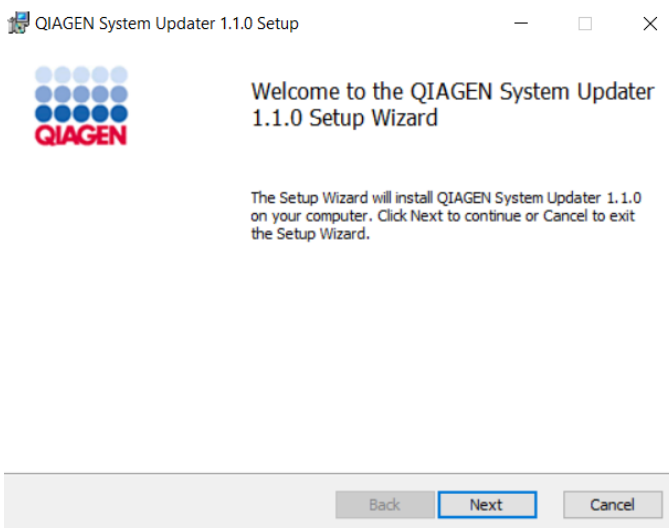 QIAGEN System Updater 1.1.0 Setup
QIAGEN
Welcome to the QIAGEN System Updater
1.1.0 Setup Wizard
The Setup Wizard will install QIAGEN System Updater 1.1.0
on your computer. Click Next to continue or Cancel to exit
the Setup Wizard.
Back Next Cancel